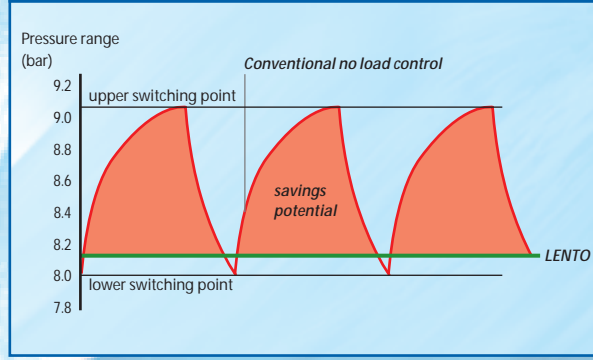 Pressure range
(bar)
Conventional no load control
9.2
upper switching point
9.0
8.8
8.6
savings
potential
8.4
8.2
LENTO
8.0
lower switching point
7.8